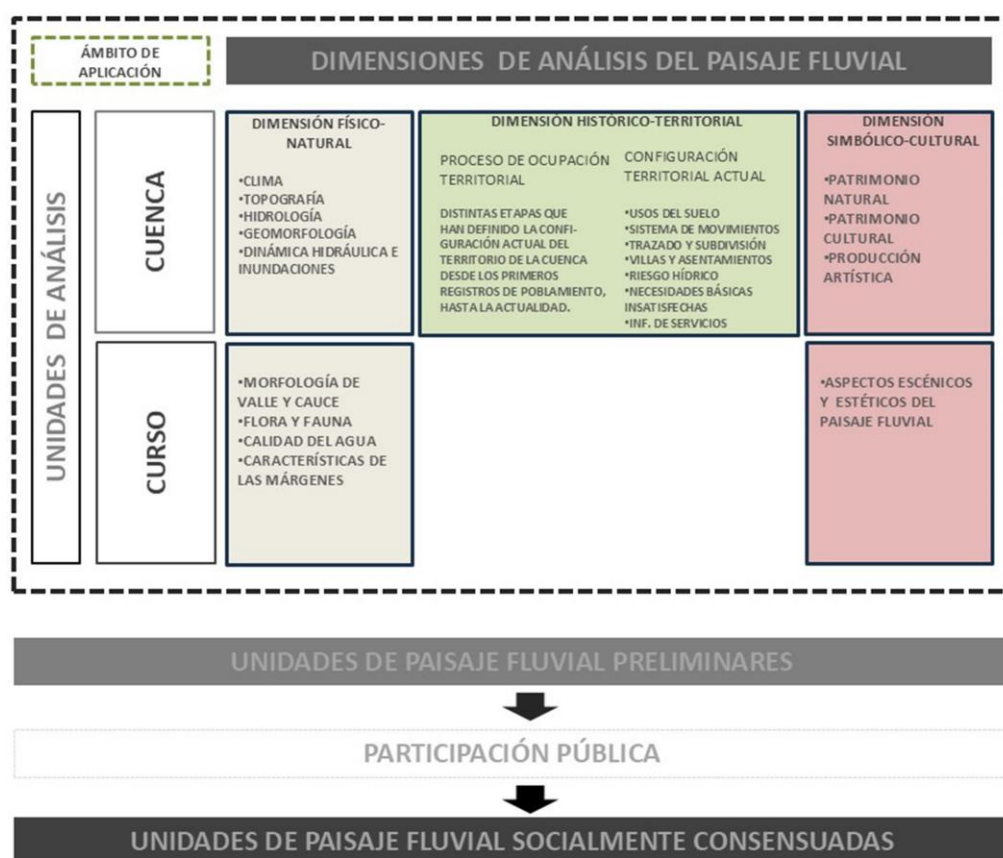 ÁMBITO DE
APLICACIÓN
DIMENSIONES DE ANÁLISIS DEL PAISAJE FLUVIAL
UNIDADES DE ANÁLISIS
CUENCA
DIMENSIÓN FÍSICO-
NATURAL
•CLIMA
•TOPOGRAFÍA
•HIDROLOGÍA
•GEOMORFOLOGÍA
•DINÁMICA HIDRÁULICA E
INUNDACIONES
DIMENSIÓN HISTÓRICO-TERRITORIAL
PROCESO DE OCUPACIÓN
TERRITORIAL
DISTINTAS ETAPAS QUE
HAN DEFINIDO LA CONFI-
GURACIÓN ACTUAL DEL
TERRITORIO DE LA CUENCA
DESDE LOS PRIMEROS
REGISTROS DE POBLAMIENTO,
HASTA LA ACTUALIDAD.
CONFIGURACIÓN
TERRITORIAL ACTUAL
•USOS DEL SUELO
•SISTEMA DE MOVIMIENTOS
•TRAZADO Y SUBDIVISIÓN
•VILLAS Y ASENTAMIENTOS
•RIESGO HÍDRICO
•NECESIDADES BÁSICAS
INSATISFECHAS
•INF. DE SERVICIOS
DIMENSIÓN
SIMBÓLICO-CULTURAL
•PATRIMONIO
NATURAL
•PATRIMONIO
CULTURAL
•PRODUCCIÓN
ARTÍSTICA
CURSO
•MORFOLOGÍA DE
VALLE Y CAUCE
•FLORA Y FAUNA
•CALIDAD DEL AGUA
•CARACTERÍSTICAS DE
LAS MÁRGENES
•ASPECTOS ESCÉNICOS
Y ESTÉTICOS DEL
PAISAJE FLUVIAL
UNIDADES DE PAISAJE FLUVIAL PRELIMINARES
PARTICIPACIÓN PÚBLICA
UNIDADES DE PAISAJE FLUVIAL SOCIALMENTE CONSENSUADAS